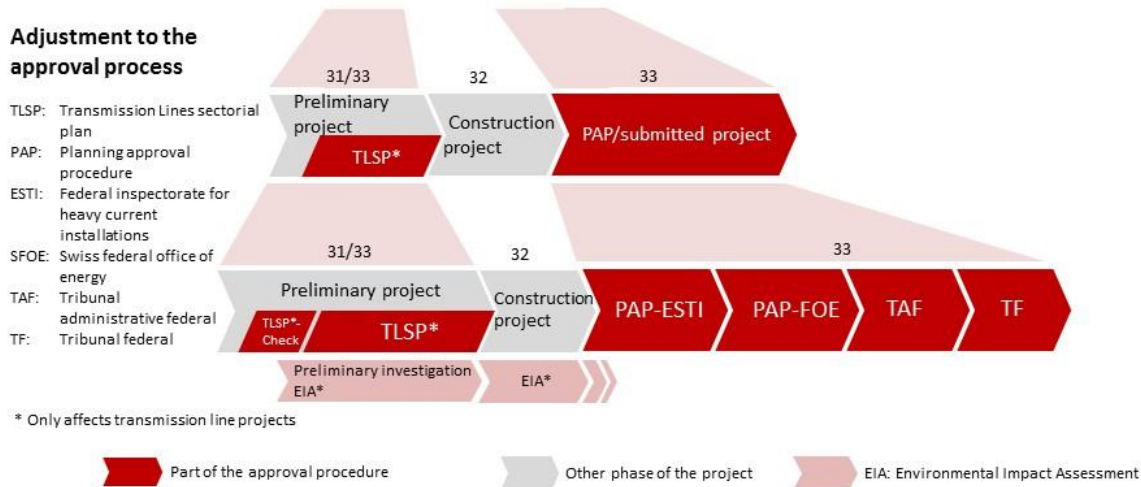 Adjustment to the
approval process
TLSP: Transmission Lines sectorial
plan
PAP: Planning approval
procedure
ESTI: Federal inspectorate for
heavy current
installations
SFOE: Swiss federal office of
energy
TAF: Tribunal
administrative federal
TF: Tribunal federal
* Only affects transmission line projects
31/33
32
33
Preliminary
project
TLSP*
Construction
project
PAP/submitted project
31/33
32
33
Preliminary project
TLSP*-
Check
TLSP*
Construction
project
PAP-ESTI
PAP-FOE
TAF
TF
Preliminary investigation
EIA*
EIA*
Part of the approval procedure
Other phase of the project
EIA: Environmental Impact Assessment